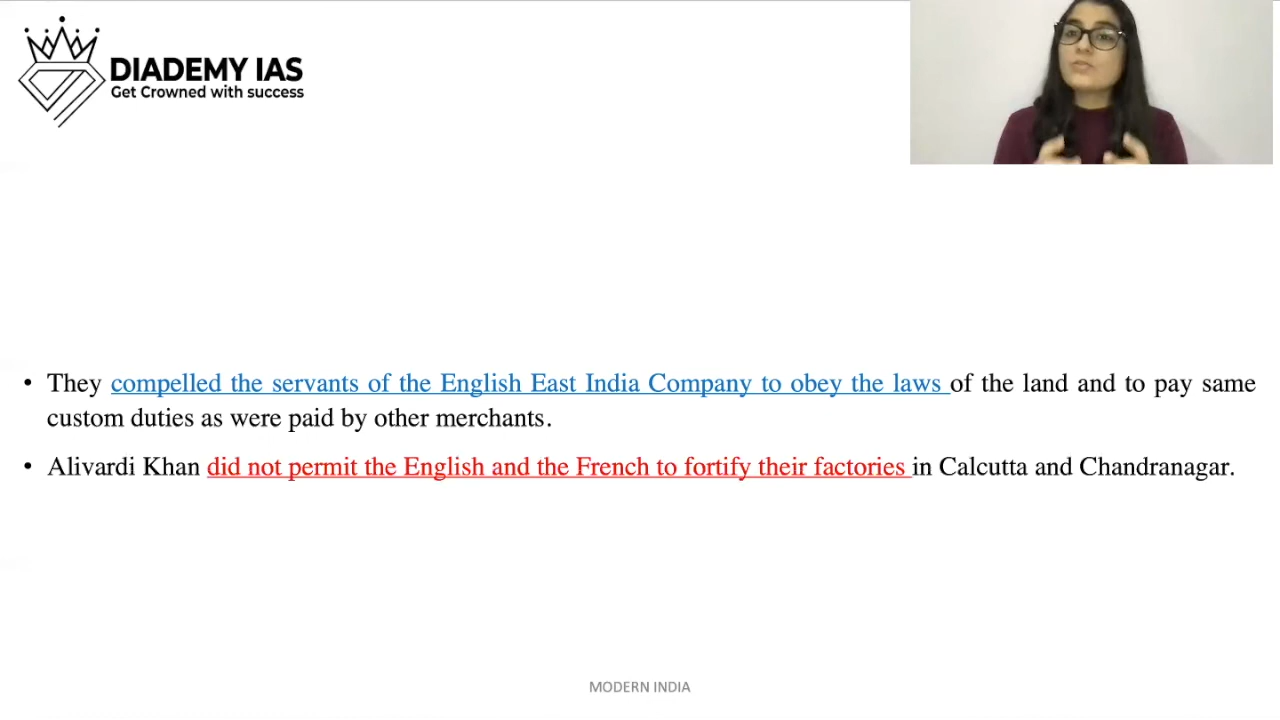 DIADEMY IAS
Get Crowned with success
• They compelled the servants of the English East India Company to obey the laws of the land and to pay same
custom duties as were paid by other merchants.
• Alivardi Khan did not permit the English and the French to fortify their factories in Calcutta and Chandranagar.
MODERN INDIA